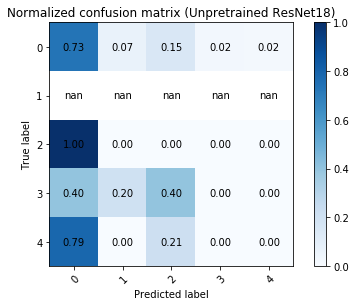 Normalized confusion matrix (Unpretrained ResNet18)
1.0
0 0.73 0.07 0.15 0.02 0.02
0.8
1 nan nan nan nan nan
0.6
True label
2 1.00 0.00 0.00 0.00 0.00
0.4
3 0.40 0.20 0.40 0.00 0.00
0.2
4 0.79 0.00 0.21 0.00 0.00
0.0
0 1 2 3 4
Predicted label